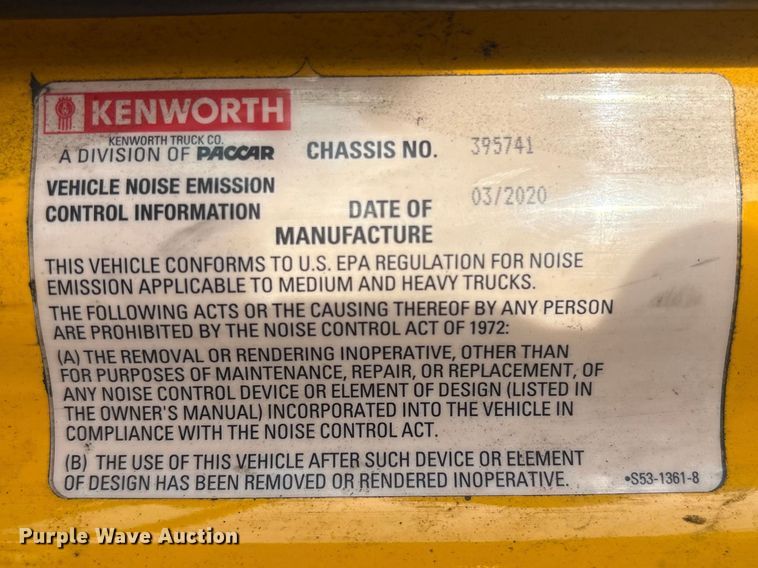 KENWORTH
KENWORTH TRUCK CO.
A DIVISION OF PACCAR
CHASSIS NO. 395741
VEHICLE NOISE EMISSION
CONTROL INFORMATION
DATE OF
MANUFACTURE
03/2020
THIS VEHICLE CONFORMS TO U.S. EPA REGULATION FOR NOISE
EMISSION APPLICABLE TO MEDIUM AND HEAVY TRUCKS.
THE FOLLOWING ACTS OR THE CAUSING THEREOF BY ANY PERSON
ARE PROHIBITED BY THE NOISE CONTROL ACT OF 1972:
(A) THE REMOVAL OR RENDERING INOPERATIVE, OTHER THAN
FOR PURPOSES OF MAINTENANCE, REPAIR, OR REPLACEMENT, OF
ANY NOISE CONTROL DEVICE OR ELEMENT OF DESIGN (LISTED IN
THE OWNER'S MANUAL) INCORPORATED INTO THE VEHICLE IN
COMPLIANCE WITH THE NOISE CONTROL ACT.
(B) THE USE OF THIS VEHICLE AFTER SUCH DEVICE OR ELEMENT
OF DESIGN HAS BEEN REMOVED OR RENDERED INOPERATIVE.
•S53-1361-8
Purple Wave Auction